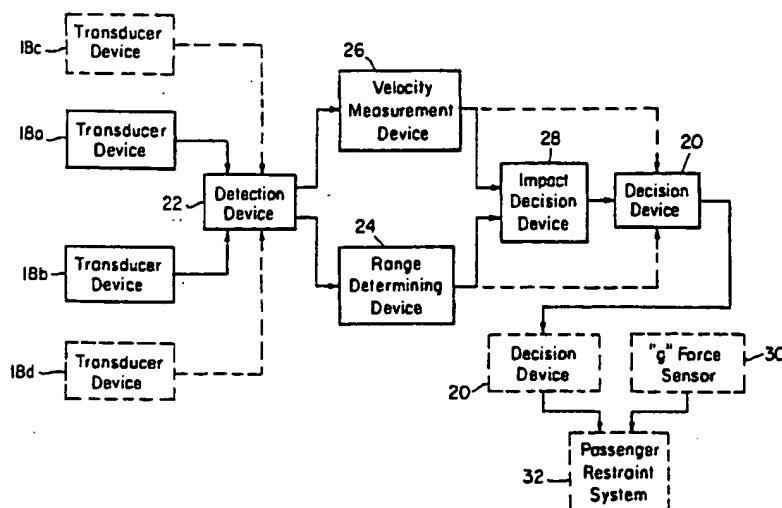 18c
Transducer
Device
18a
Transducer
Device
22
Detection
Device
18b
Transducer
Device
18d
Transducer
Device
26
Velocity
Measurement
Device
24
Range
Determining
Device
28
Impact
Decision
Device
20
Decision
Device
20
Decision
Device
"g" Force
Sensor
30
32
Passenger
Restraint
System